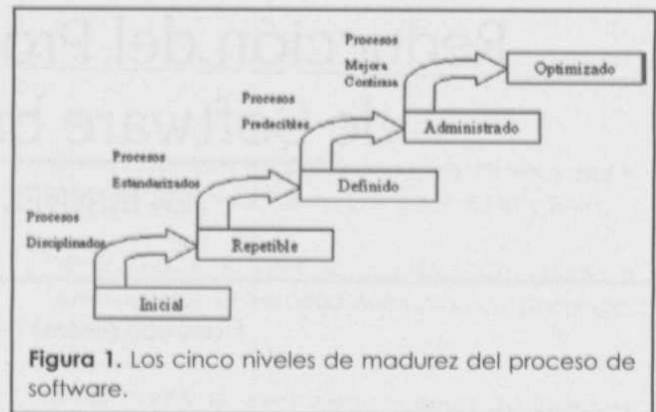 Procesos
Mejora
Continua
Optimizado
Procesos
Predecibles
Administrado
Procesos
Estandarizados
Definido
Procesos
Disciplinados
Repetible
Inicial
Figura 1. Los cinco niveles de madurez del proceso de
software.